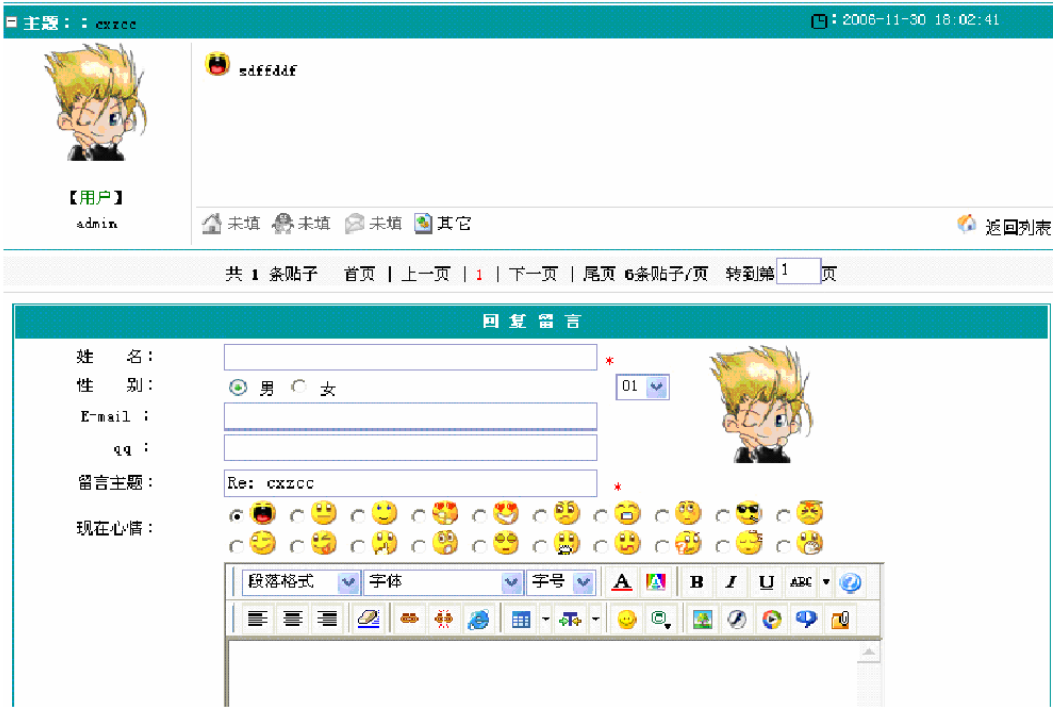 主题：：cxzcc ：2006-11-30 18:02:41
sdffddf
【用户】
admin
未填 未填 未填 其它 返回列表
共 1 条贴子 首页 | 上一页 | 1 | 下一页 | 尾页 6条贴子/页 转到第 1 页
回复留言
姓 名： *
性 别： 男 女 01
E-mail ：
qq ：
留言主题： Re: cxzcc *
现在心情：
段落格式 字体 字号 A A B I U ABC